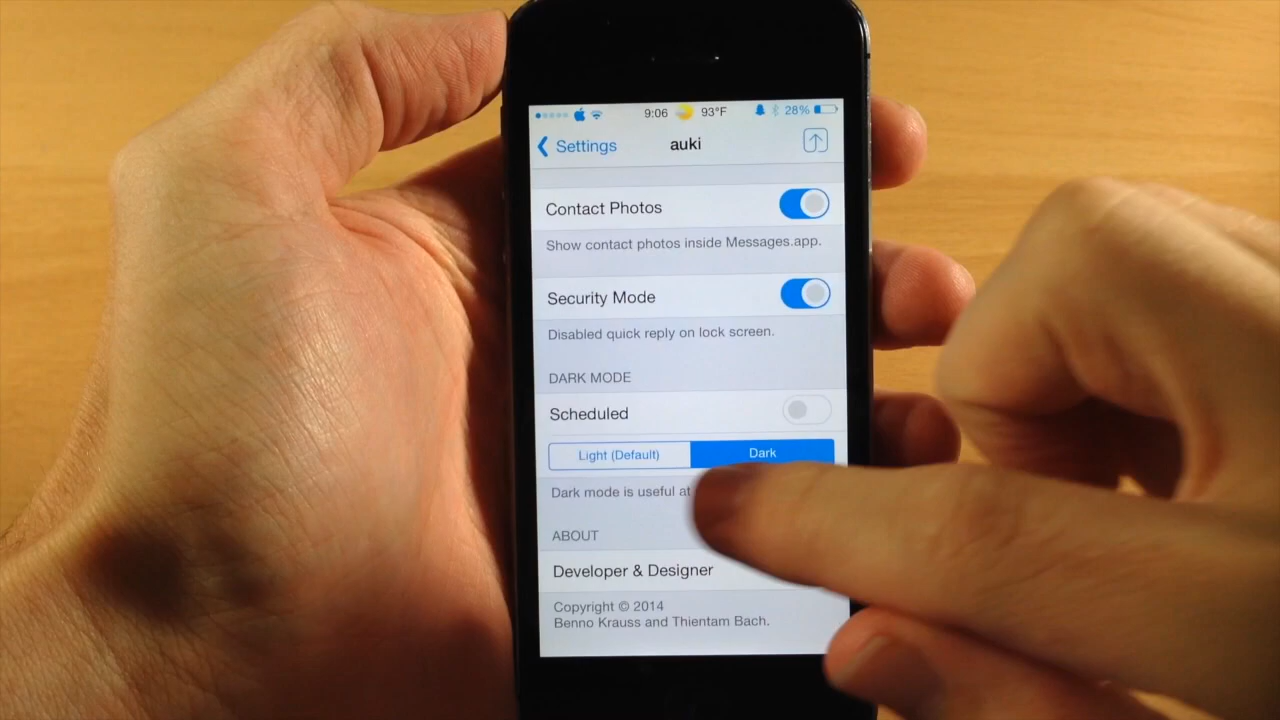 9:06 93°F 28%
Settings auki
Contact Photos
Show contact photos inside Messages.app.
Security Mode
Disabled quick reply on lock screen.
DARK MODE
Scheduled
Light (Default) Dark
Dark mode is useful at
ABOUT
Developer & Designer
Copyright © 2014
Benno Krauss and Thientam Bach.